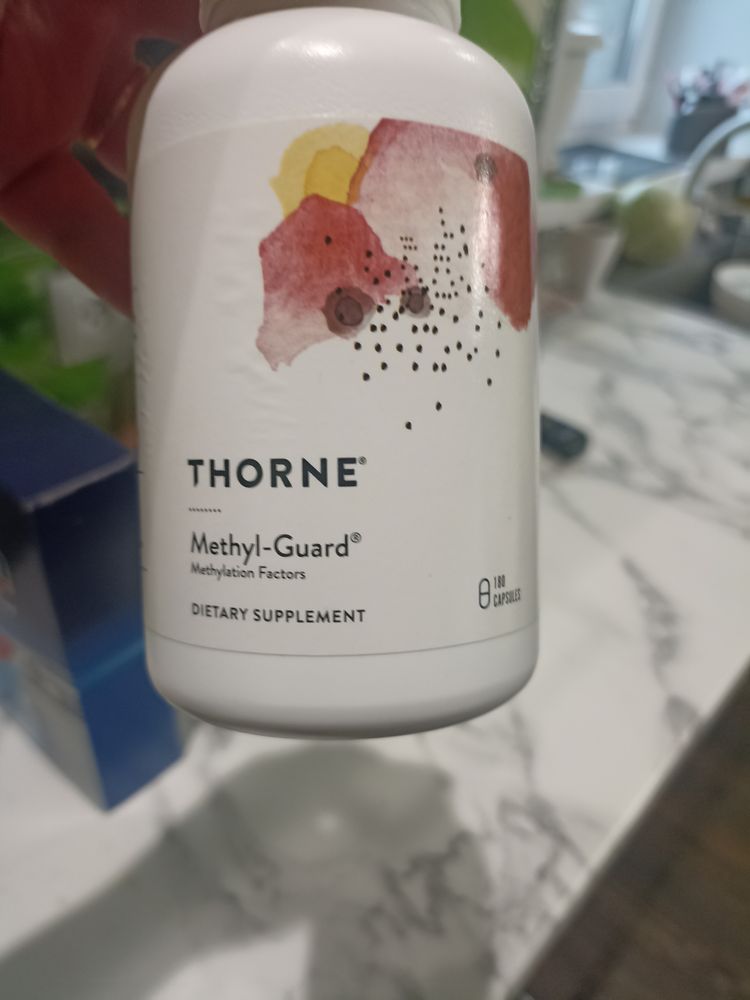 THORNE®
Methyl-Guard®
Methylation Factors
DIETARY SUPPLEMENT
180
CAPSULES